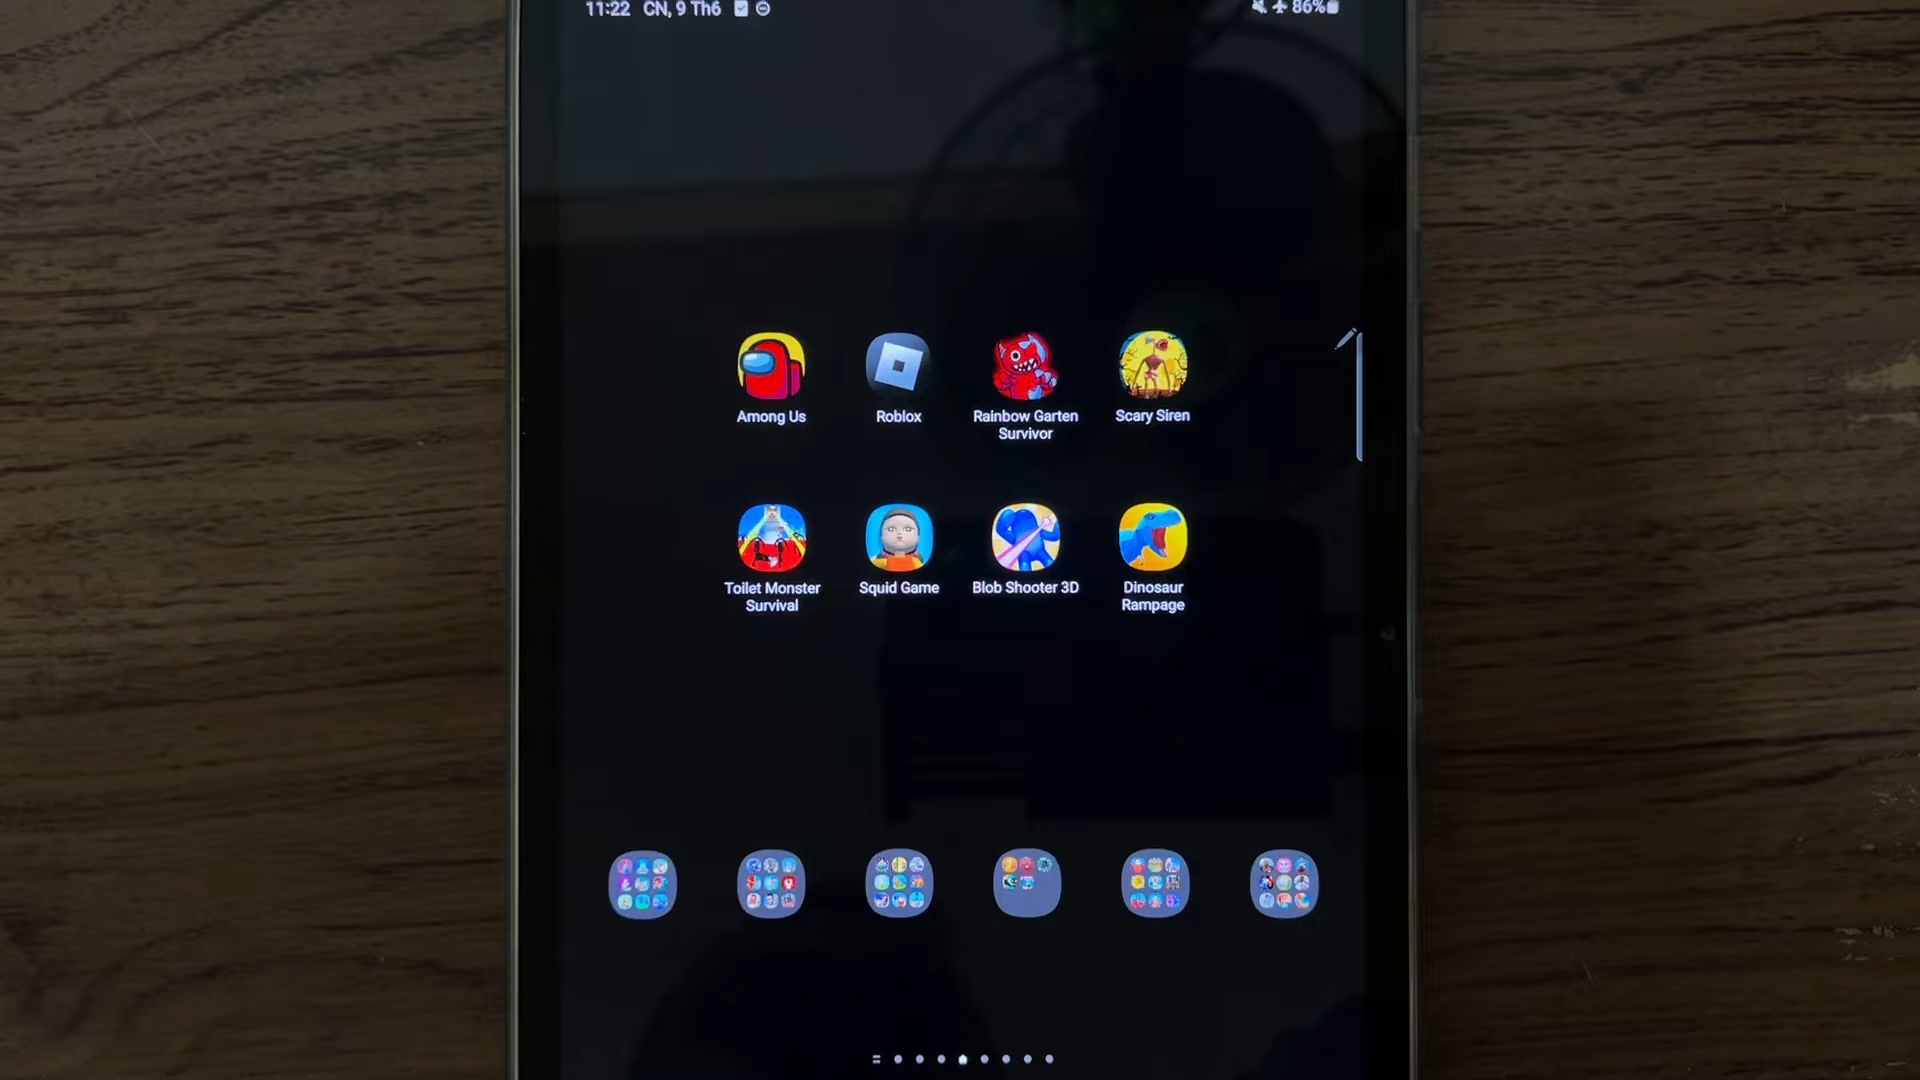 11:22 CN, 9 Th6 86%
Among Us
Roblox
Rainbow Garten
Survivor
Scary Siren
Toilet Monster
Survival
Squid Game
Blob Shooter 3D
Dinosaur
Rampage